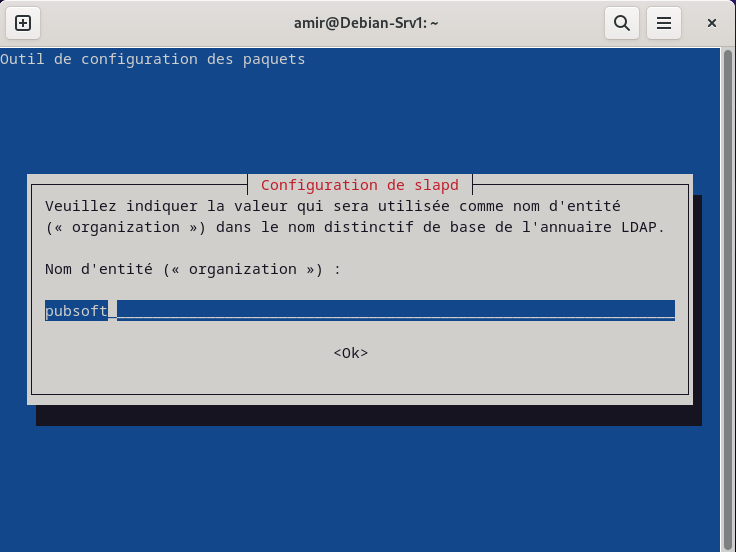 amir@Debian-Srv1: ~
Outil de configuration des paquets
Configuration de slapd
Veuillez indiquer la valeur qui sera utilisée comme nom d'entité
(« organization ») dans le nom distinctif de base de l'annuaire LDAP.
Nom d'entité (« organization ») :
pubsoft
<Ok>